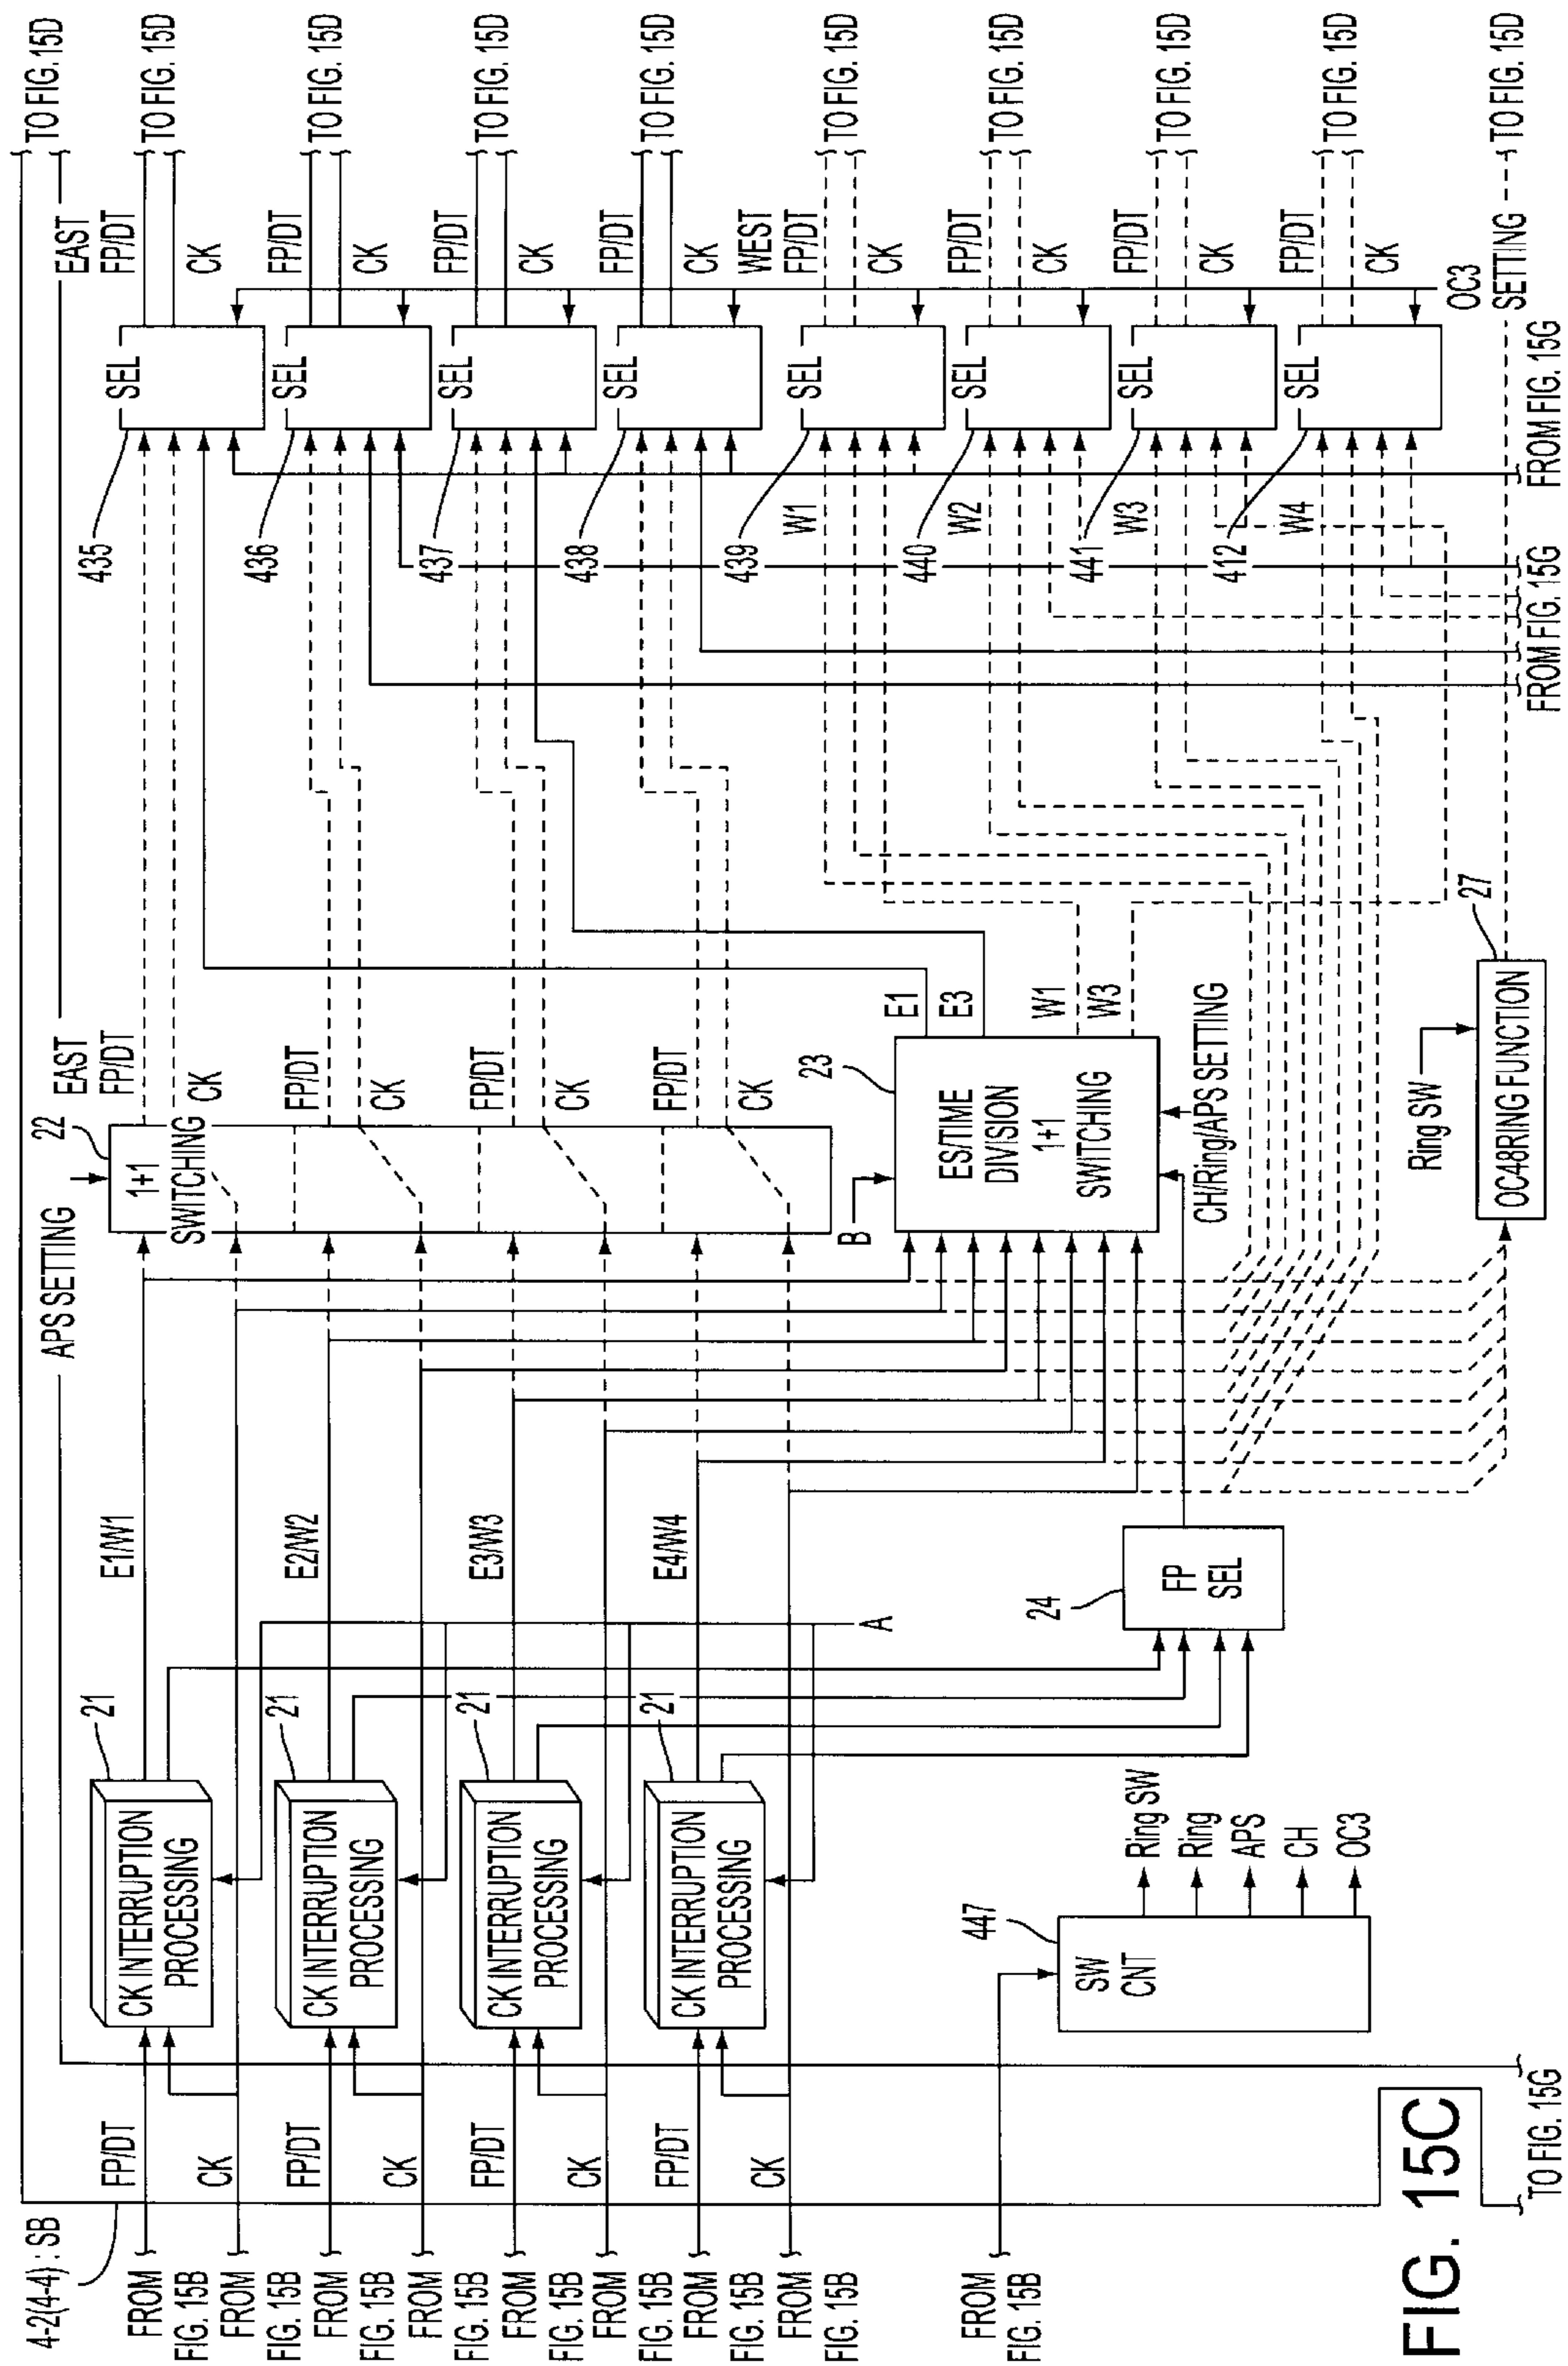 4-2(4-4) : SB
TO FIG. 15D
EAST
APS SETTING
22
EAST
FP/DT
FP/DT
TO FIG. 15D
FROM
FIG. 15B
FP/DT
21
CK INTERRUPTION
PROCESSING
E1/W1
1+1
SWITCHING
CK
435
SEL
CK
FROM
FIG. 15B
CK
FROM
FIG. 15B
FP/DT
21
CK INTERRUPTION
PROCESSING
E2/W2
FP/DT
CK
436
SEL
FP/DT
CK
TO FIG. 15D
FROM
FIG. 15B
CK
FROM
FIG. 15B
FP/DT
21
CK INTERRUPTION
PROCESSING
E3/W3
FP/DT
CK
437
SEL
FP/DT
CK
TO FIG. 15D
FROM
FIG. 15B
CK
FROM
FIG. 15B
FP/DT
21
CK INTERRUPTION
PROCESSING
E4/W4
FP/DT
CK
438
SEL
FP/DT
CK
TO FIG. 15D
FROM
FIG. 15B
CK
A
B
23
ES/TIME
DIVISION
1+1
SWITCHING
E1
E3
W1
W3
CH/Ring/APS SETTING
439
W1
SEL
WEST
FP/DT
CK
TO FIG. 15D
440
W2
SEL
FP/DT
CK
TO FIG. 15D
441
W3
SEL
FP/DT
CK
TO FIG. 15D
412
W4
SEL
FP/DT
CK
TO FIG. 15D
FROM
FIG. 15B
447
SW
CNT
Ring SW
Ring
APS
CH
OC3
24
FP
SEL
Ring SW
27
OC48RING FUNCTION
OC3
SETTING
TO FIG. 15D
TO FIG. 15G
FROM FIG. 15G
FROM FIG. 15G
FIG. 15C